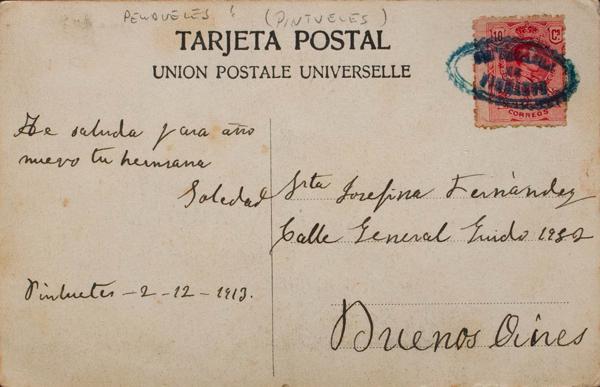 PENDUELES ! (PINTUELES)
TARJETA POSTAL
UNION POSTALE UNIVERSELLE
10 Cs
CORREOS
Te saluda para año
nuevo tu hermana
Soledad
Pintueles - 2 - 12 - 1913.
Srta Josefina Fernández
Calle General Guido 1952
Buenos Aires